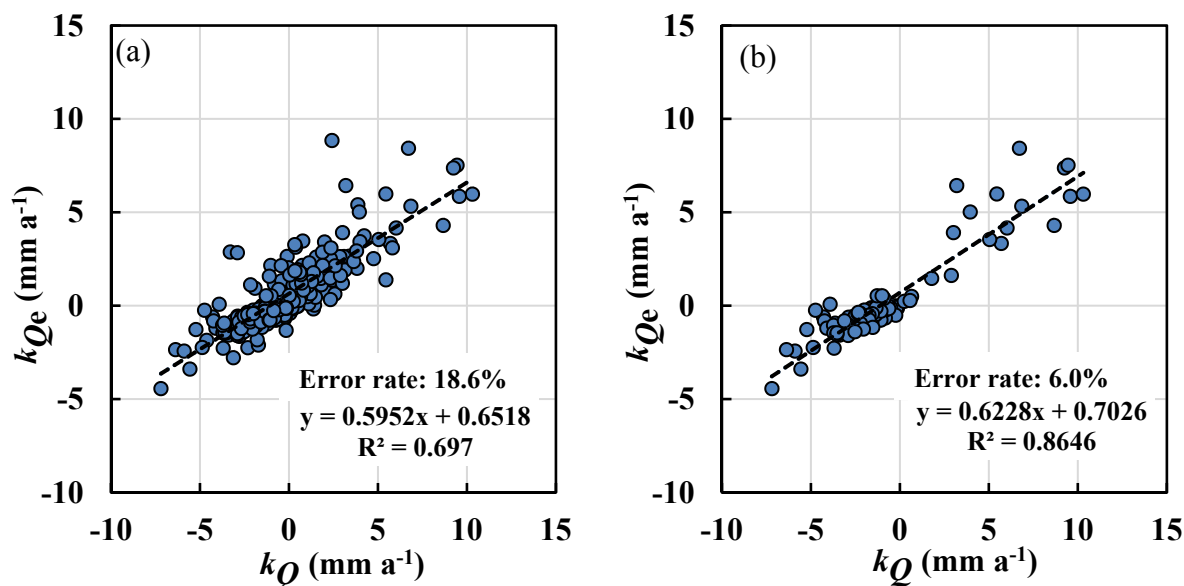 (a)
15
10
5
0
-5
-10
-10
-5
0
5
10
15
kQe (mm a-1)
kQ (mm a-1)
Error rate: 18.6%
y = 0.5952x + 0.6518
R² = 0.697
(b)
15
10
5
0
-5
-10
-10
-5
0
5
10
15
kQe (mm a-1)
kQ (mm a-1)
Error rate: 6.0%
y = 0.6228x + 0.7026
R² = 0.8646